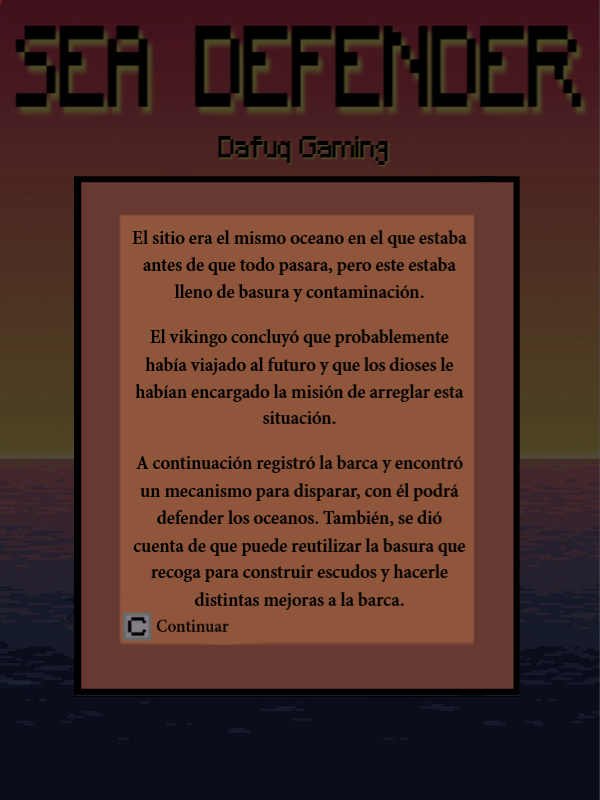 SEA DEFENDER
Dafuq Gaming
El sitio era el mismo oceano en el que estaba
antes de que todo pasara, pero este estaba
lleno de basura y contaminación.
El vikingo concluyó que probablemente
había viajado al futuro y que los dioses le
habían encargado la misión de arreglar esta
situación.
A continuación registró la barca y encontró
un mecanismo para disparar, con él podrá
defender los oceanos. También, se dió
cuenta de que puede reutilizar la basura que
recoga para construir escudos y hacerle
distintas mejoras a la barca.
C Continuar